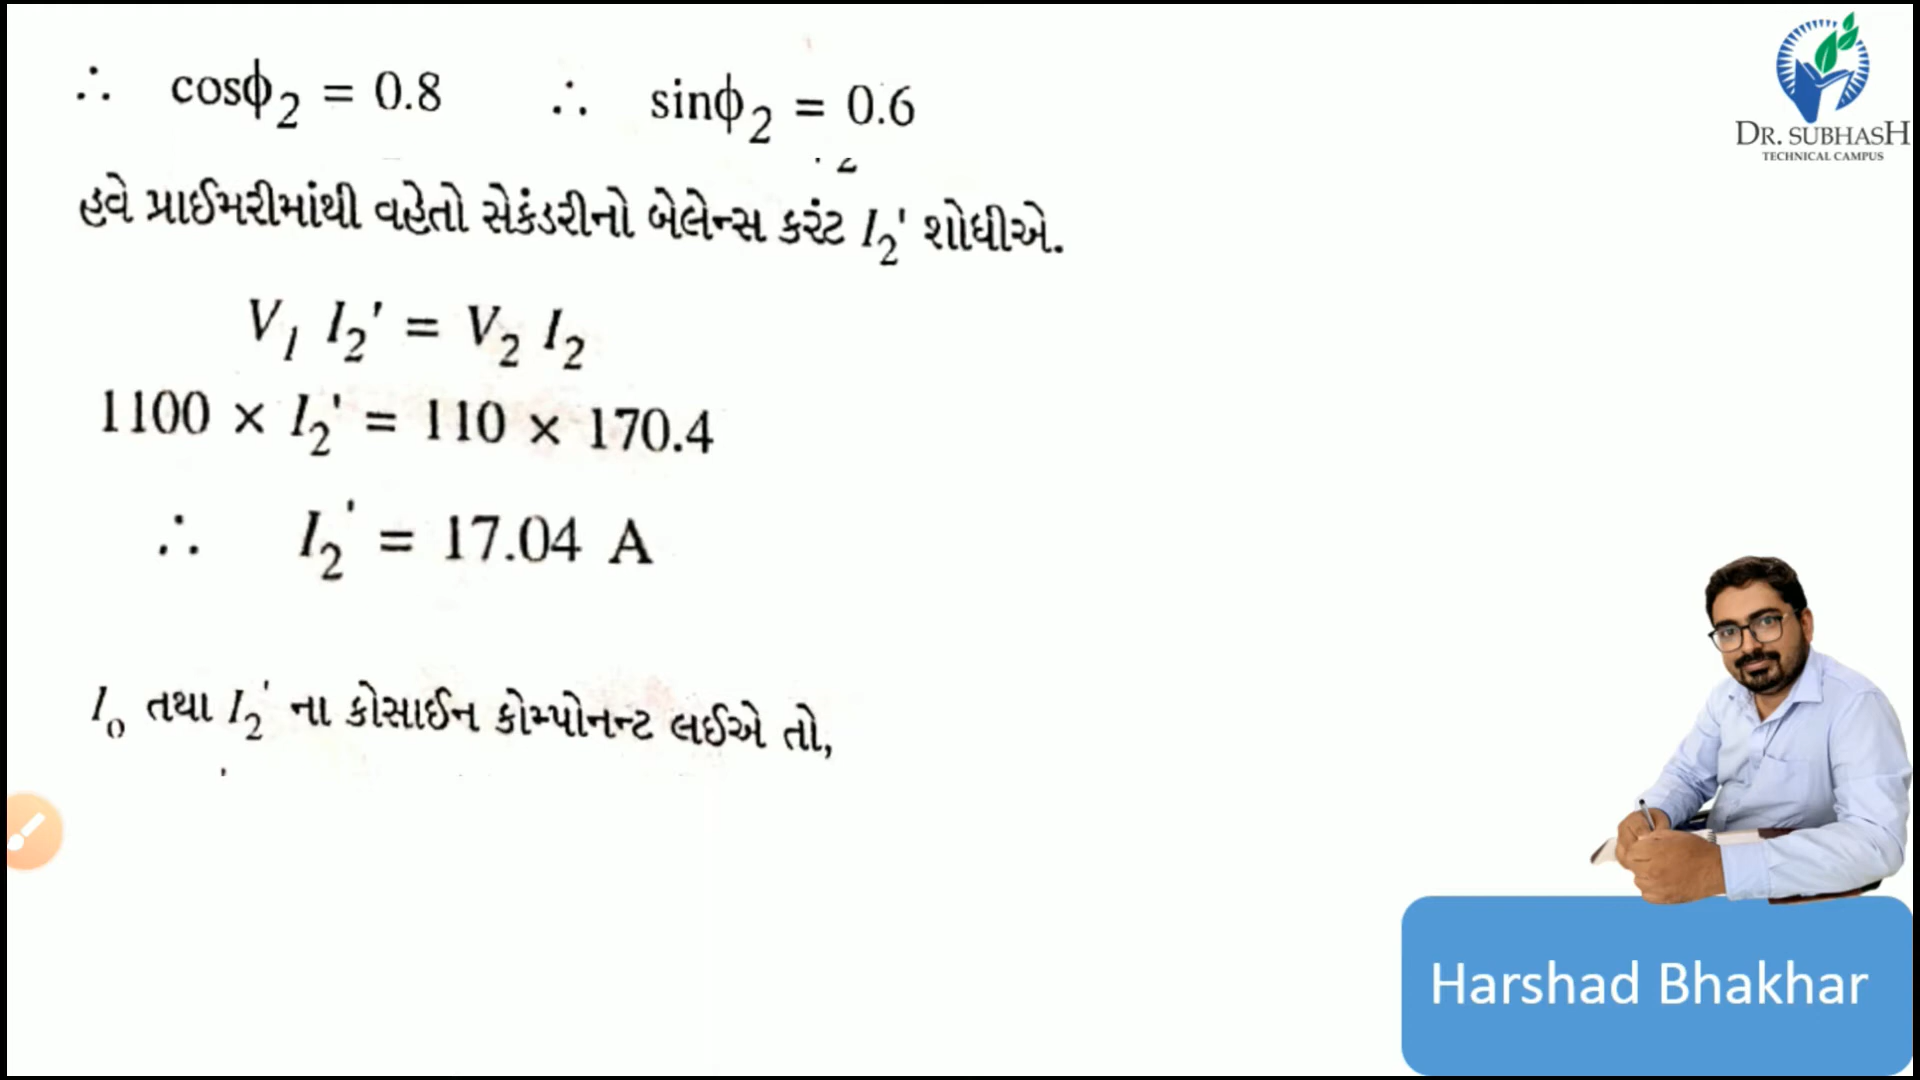 ∴ cosϕ₂ = 0.8 ∴ sinϕ₂ = 0.6
હવે પ્રાઈમરીમાંથી વહેતો સેકંડરીનો બેલેન્સ કરંટ I₂' શોધીએ.
V₁ I₂' = V₂ I₂
1100 × I₂' = 110 × 170.4
∴ I₂' = 17.04 A
I₀ તથા I₂' ના કોસાઈન કોમ્પોનન્ટ લઈએ તો,
DR. SUBHASH
TECHNICAL CAMPUS
Harshad Bhakhar